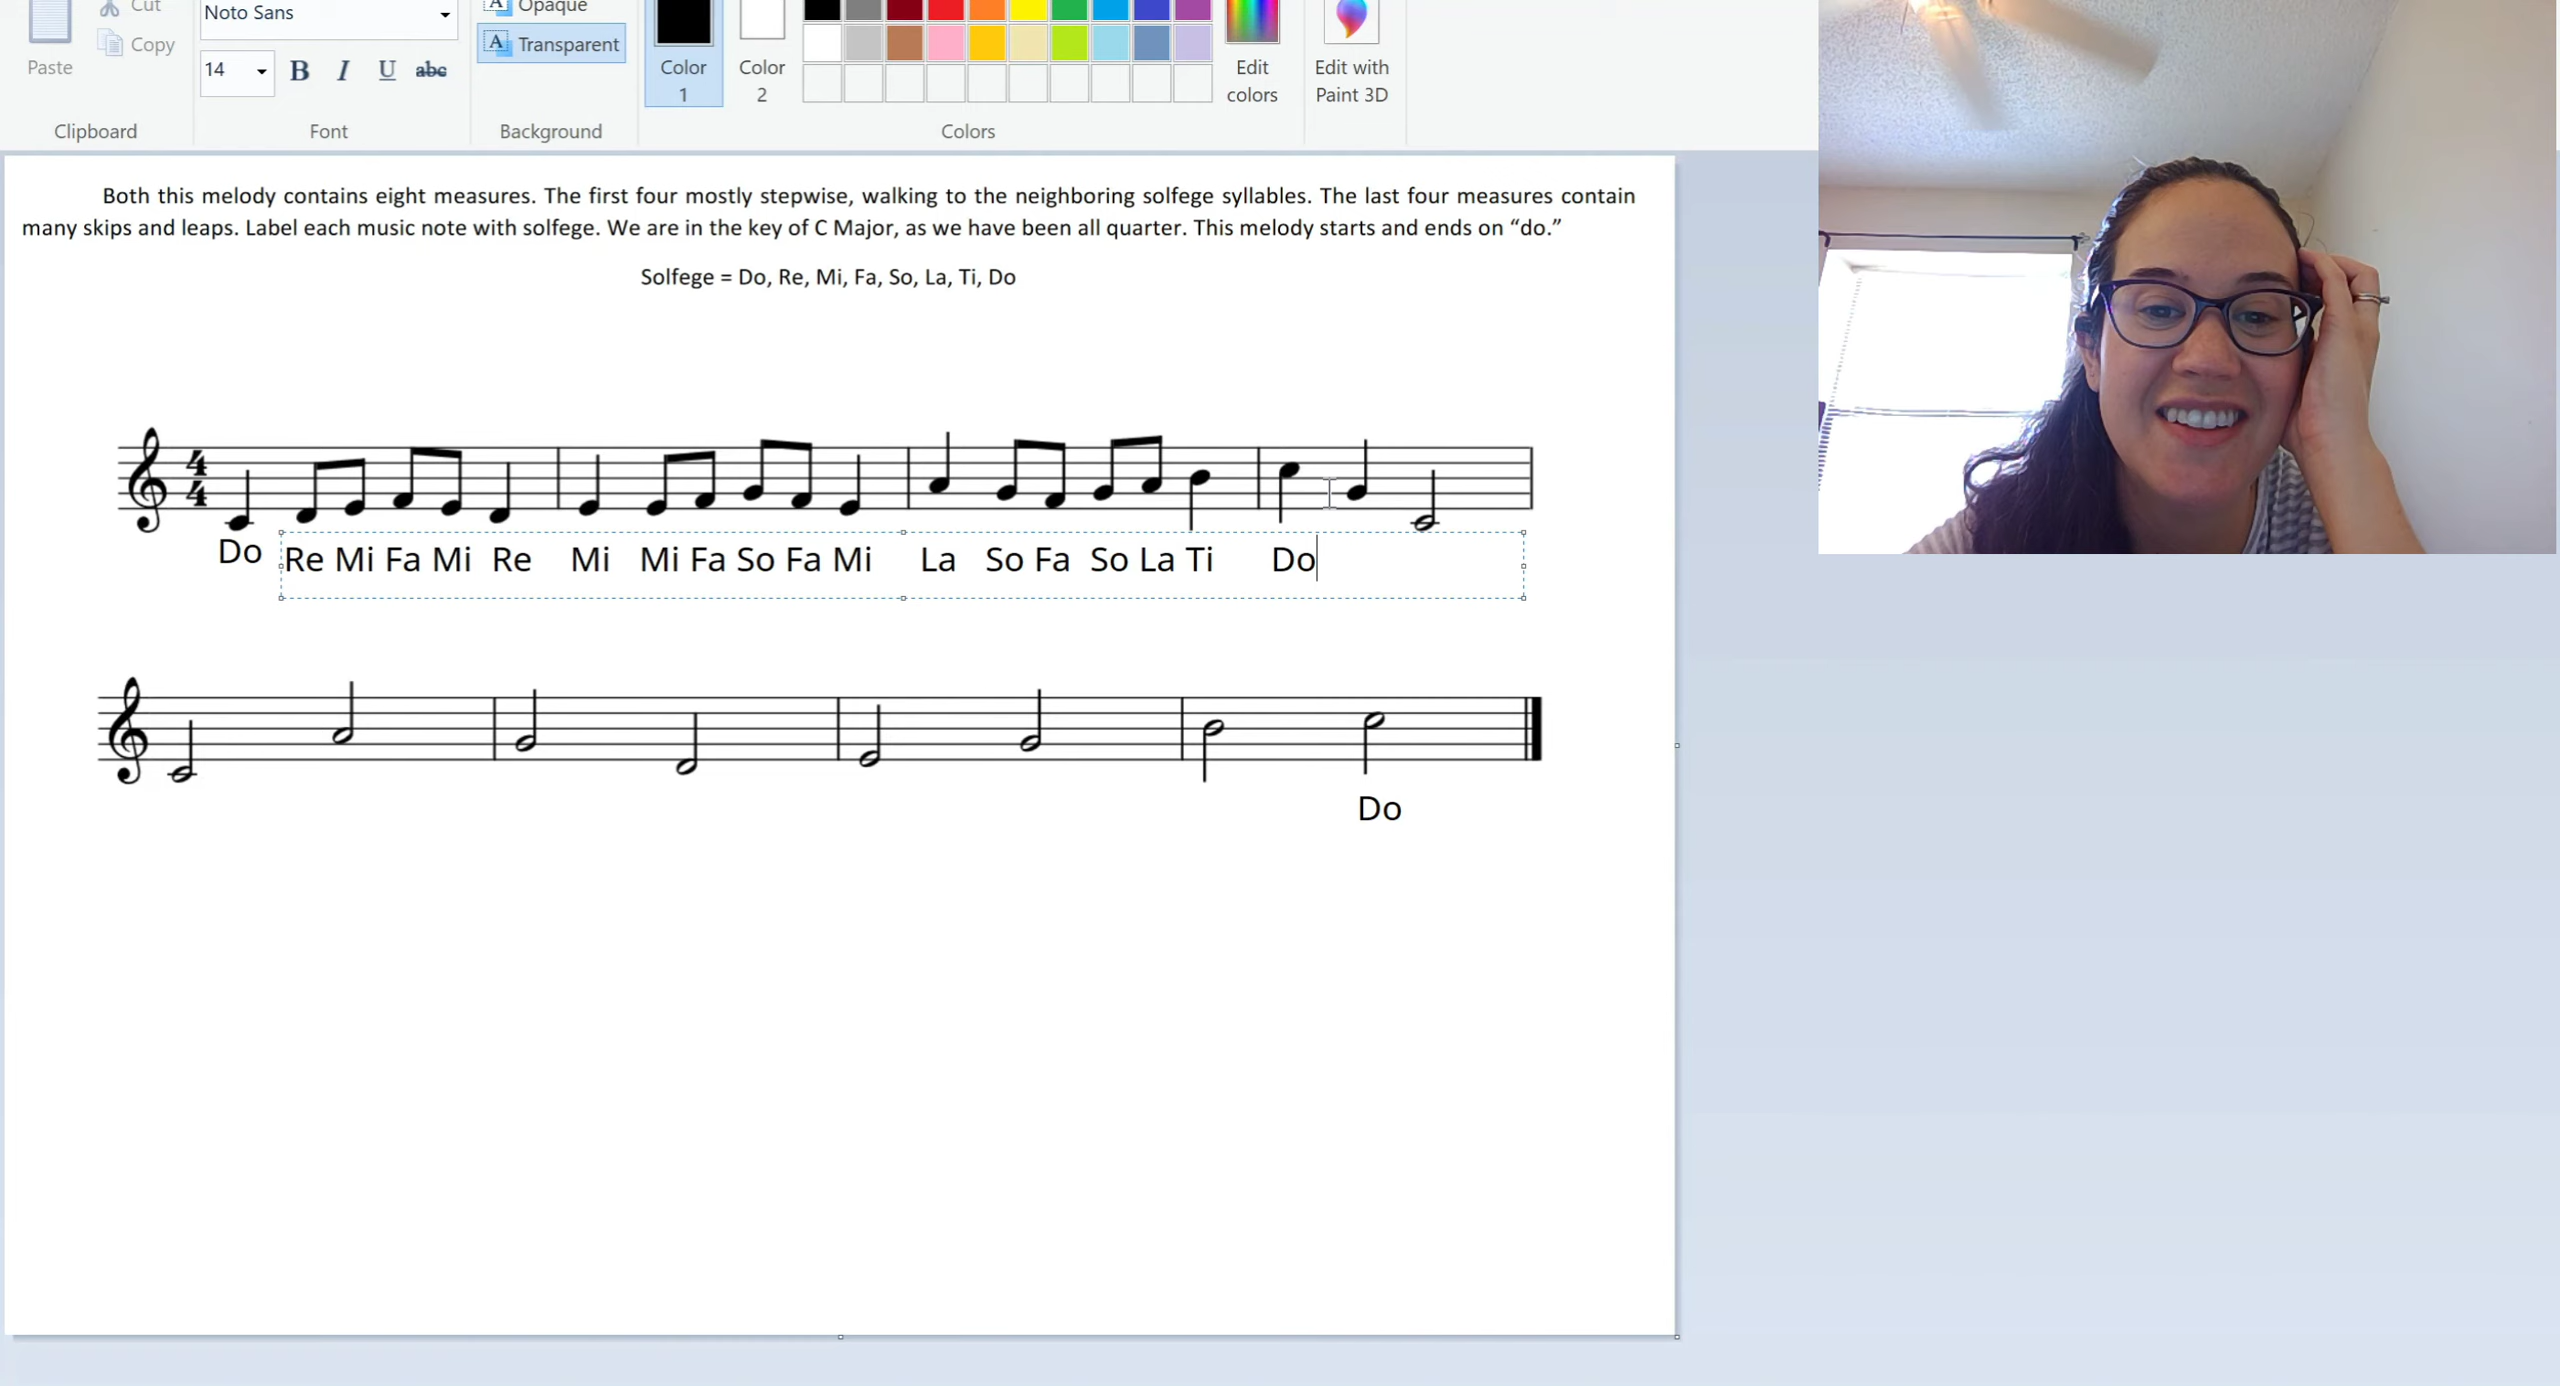 Cut
Opaque
Noto Sans
Copy
A Transparent
Paste
14
B I U abc
Color 1
Color 2
Edit colors
Edit with Paint 3D
Clipboard
Font
Background
Colors
Both this melody contains eight measures. The first four mostly stepwise, walking to the neighboring solfege syllables. The last four measures contain
many skips and leaps. Label each music note with solfege. We are in the key of C Major, as we have been all quarter. This melody starts and ends on “do.”
Solfege = Do, Re, Mi, Fa, So, La, Ti, Do
4
4
Do Re Mi Fa Mi Re Mi Mi Fa So Fa Mi La So Fa So La Ti Do
Do